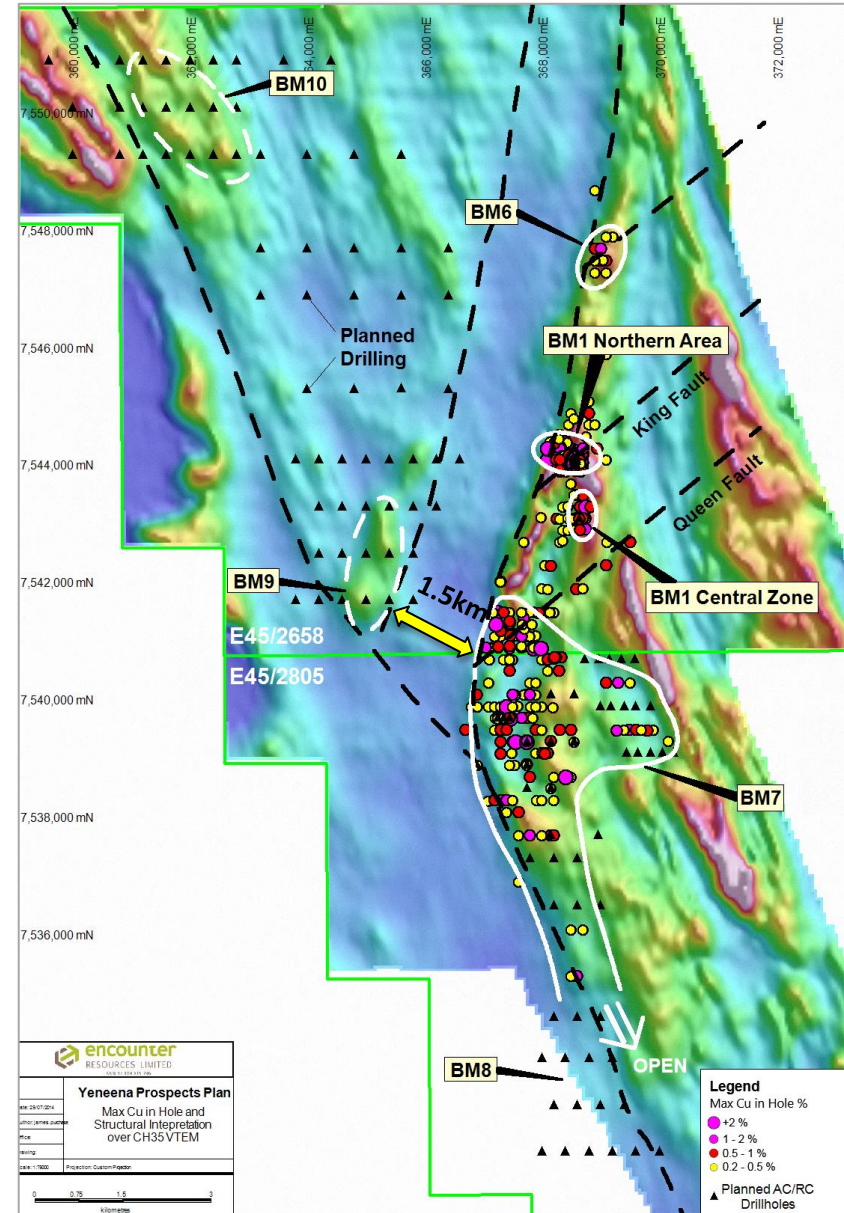 360,000 mE
362,000 mE
364,000 mE
366,000 mE
368,000 mE
370,000 mE
372,000 mE
BM10
7,550,000 mN
BM6
7,548,000 mN
Planned
Drilling
7,546,000 mN
BM1 Northern Area
King Fault
7,544,000 mN
Queen Fault
7,542,000 mN
BM9
1.5km
BM1 Central Zone
E45/2658
E45/2805
7,540,000 mN
BM7
7,538,000 mN
7,536,000 mN
OPEN
BM8
encounter
RESOURCES LIMITED
Yeneena Prospects Plan
Max Cu in Hole and
Structural Intepretation
over CH35 VTEM
Projection: Custom Projection
0 0.75 1.5 3
kilometres
Legend
Max Cu in Hole %
+2 %
1 - 2 %
0.5 - 1 %
0.2 - 0.5 %
Planned AC/RC
Drillholes